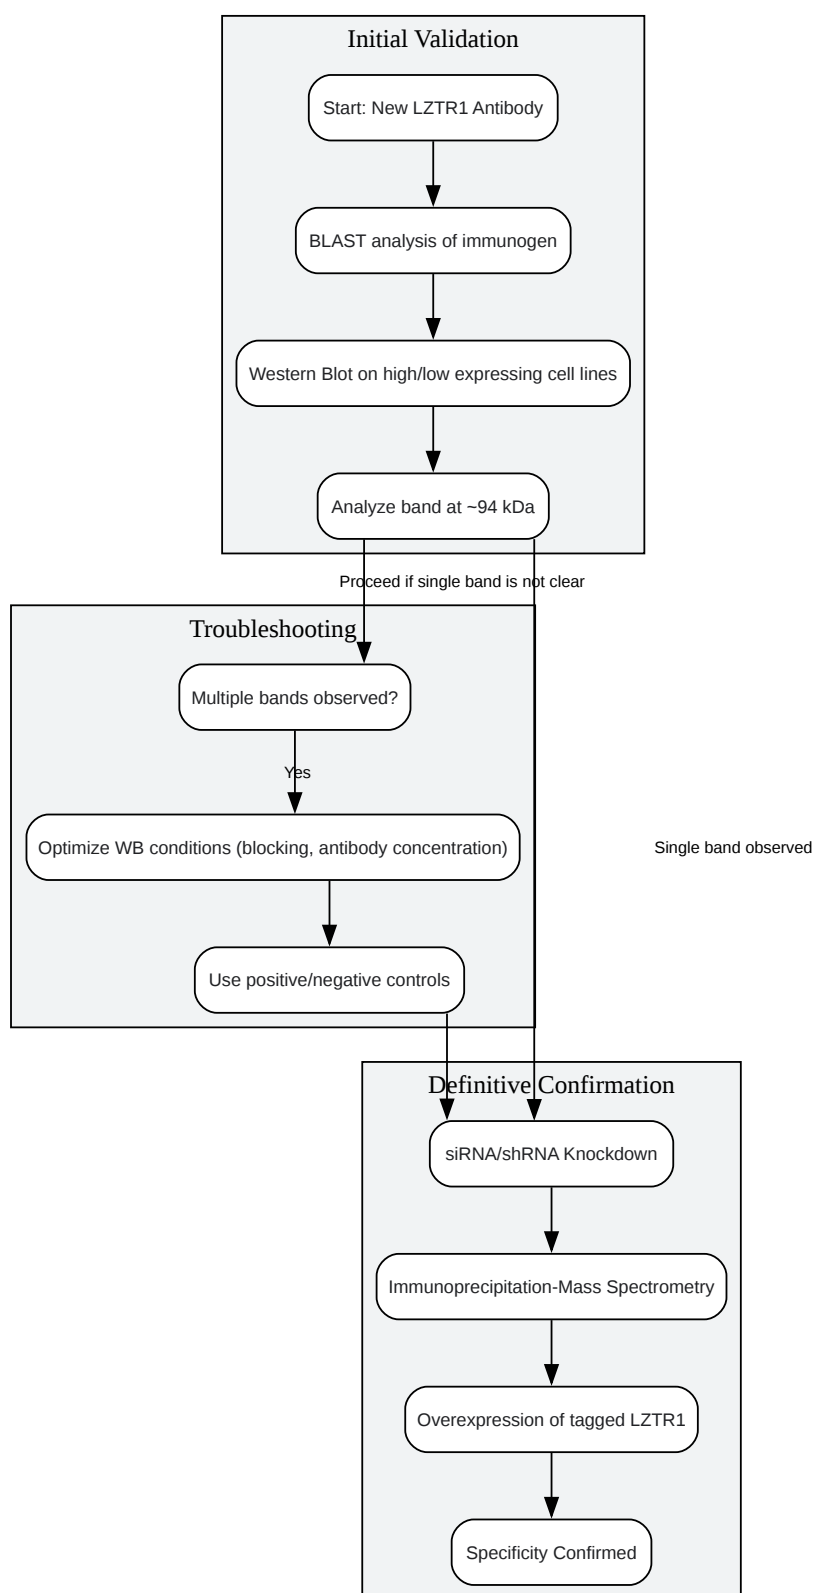 Initial Validation
Start: New LZTR1 Antibody
BLAST analysis of immunogen
Western Blot on high/low expressing cell lines
Analyze band at ~94 kDa
Proceed if single band is not clear
Troubleshooting
Multiple bands observed?
Yes
Optimize WB conditions (blocking, antibody concentration)
Single band observed
Use positive/negative controls
Definitive Confirmation
siRNA/shRNA Knockdown
Immunoprecipitation-Mass Spectrometry
Overexpression of tagged LZTR1
Specificity Confirmed